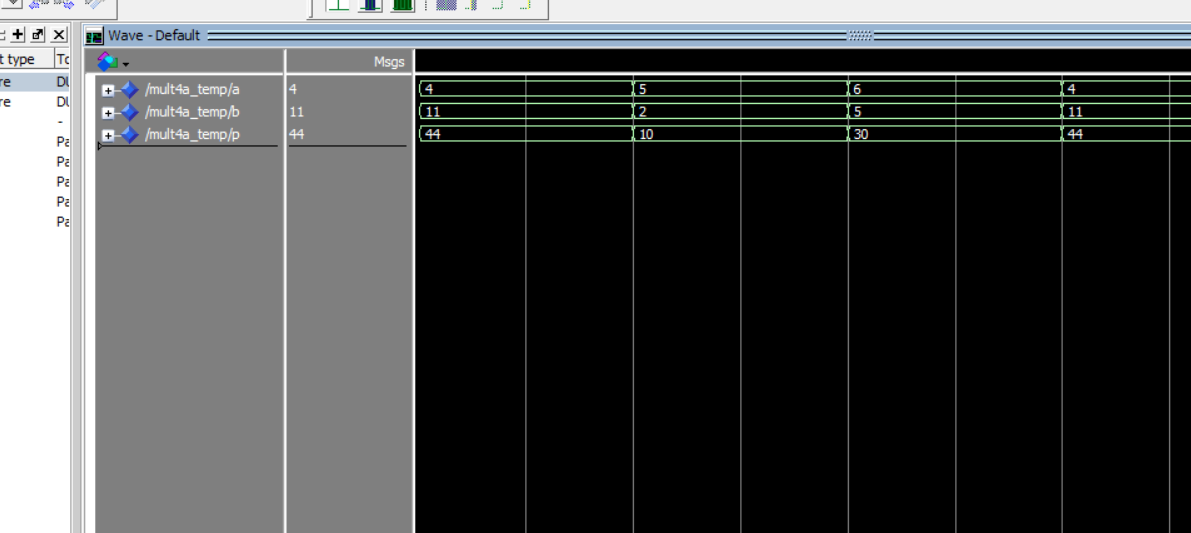 Wave - Default
t type To
Msgs
re DU
/mult4a_temp/a 4 4 5 6 4
re DU
/mult4a_temp/b 11 11 2 5 11
-
/mult4a_temp/p 44 44 10 30 44
Pa
Pa
Pa
Pa
Pa